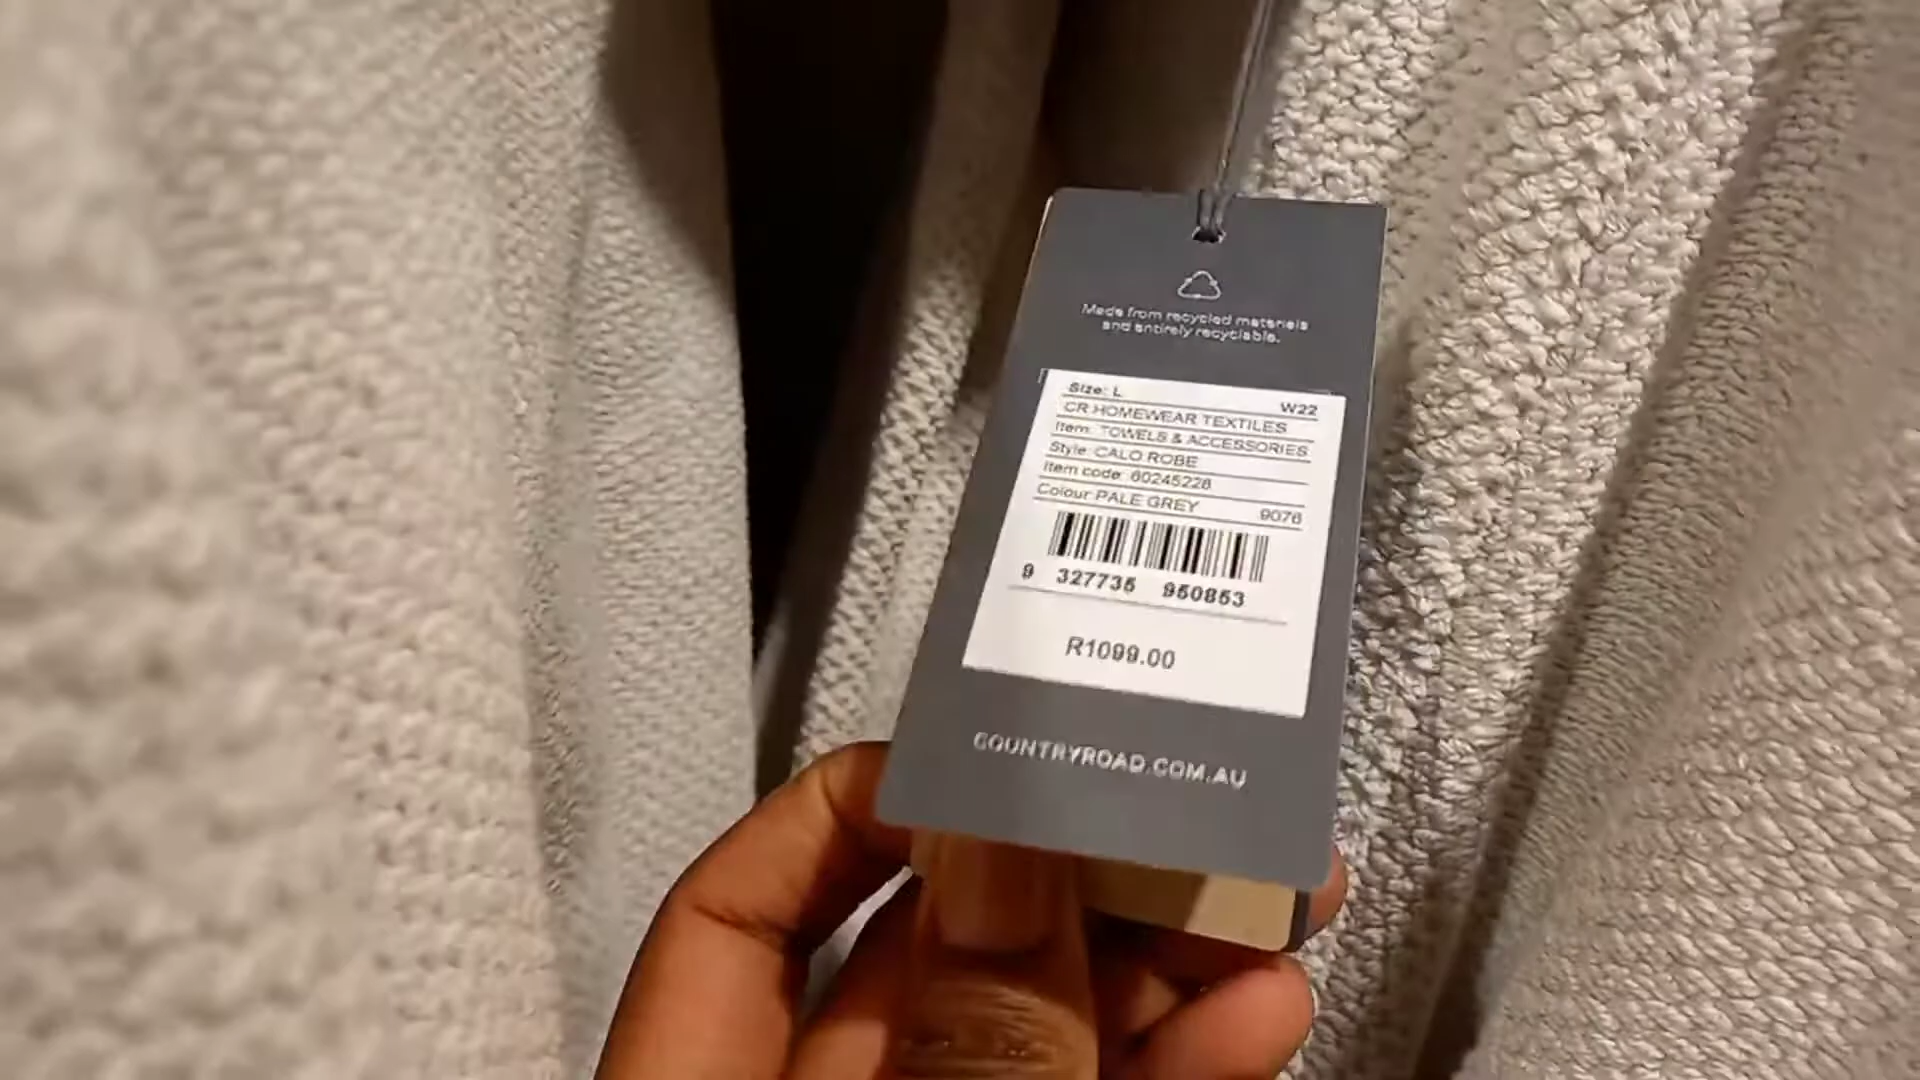 Made from recycled materials
and entirely recyclable.
Size: L W22
CR HOMEWEAR TEXTILES
Item: TOWELS & ACCESSORIES
Style: CALO ROBE
Item code: 60245228
Colour: PALE GREY 9076
9 327735 950853
R1099.00
COUNTRYROAD.COM.AU